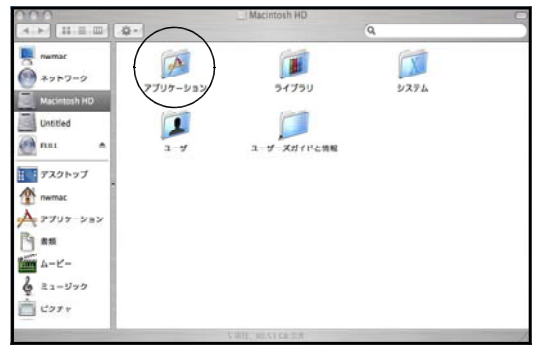 Macintosh HD
nwmac
ネットワーク
Macintosh HD
Untitled
デスクトップ
nwmac
アプリケーション
書類
ムービー
ミュージック
ピクチャ
アプリケーション
ライブラリ
システム
ユーザ
ユーザーズガイドと情報